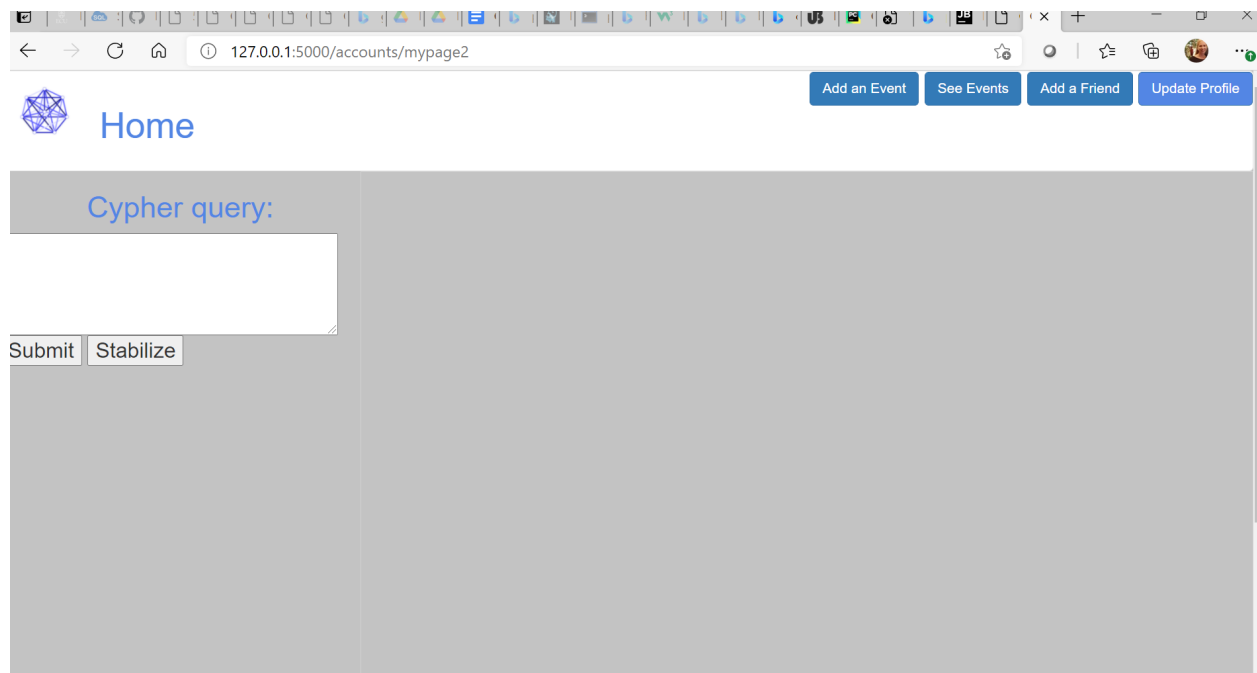 127.0.0.1:5000/accounts/mypage2
Add an Event See Events Add a Friend Update Profile
Home
Cypher query:
Submit Stabilize